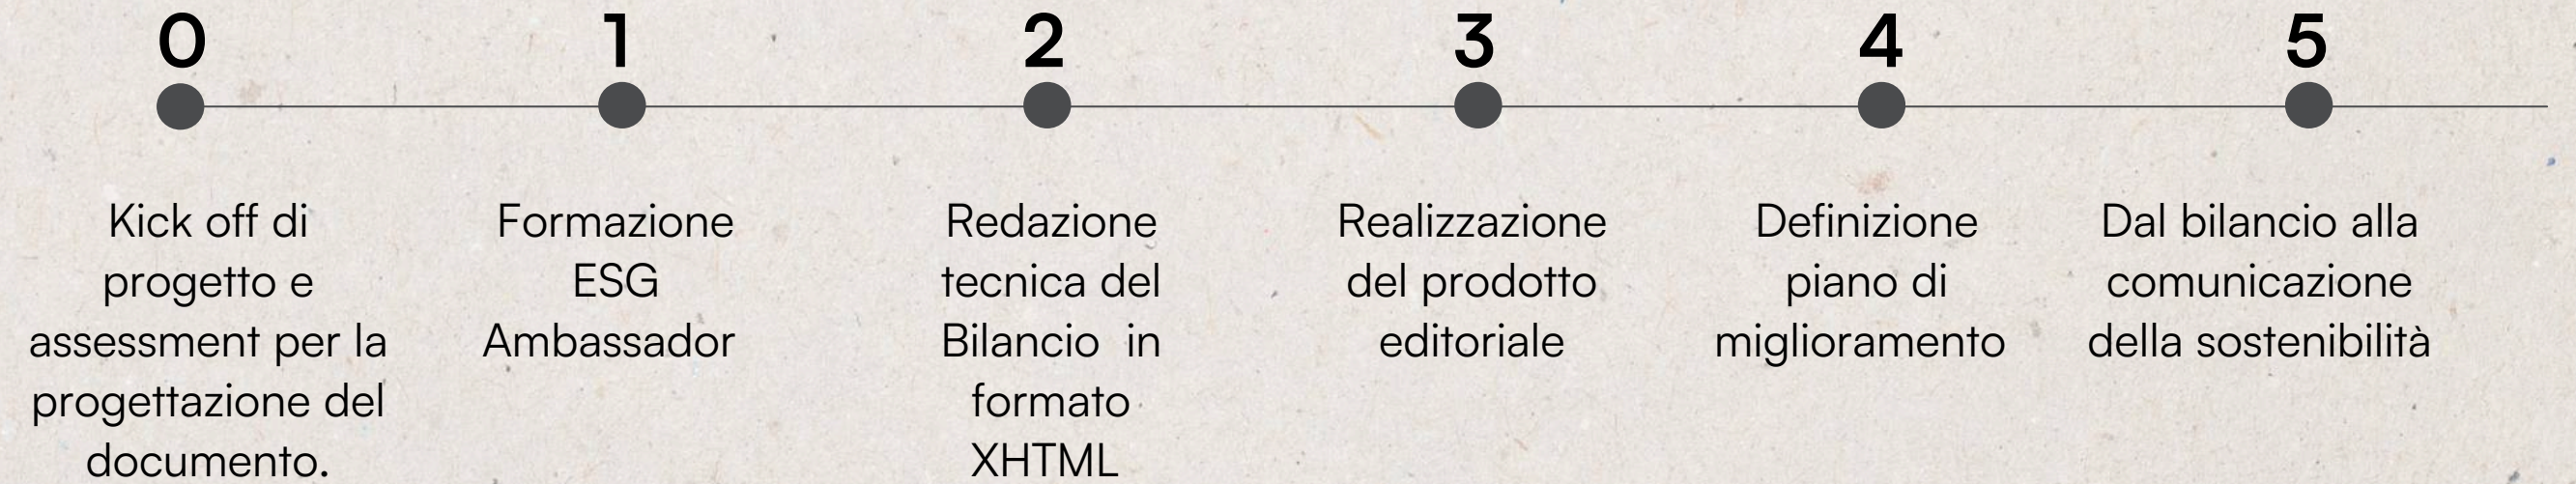 0
Kick off di
progetto e
assessment per la
progettazione del
documento.
1
Formazione
ESG
Ambassador
2
Redazione
tecnica del
Bilancio  in
formato
XHTML
3
Realizzazione
del prodotto
editoriale
4
Definizione
piano di
miglioramento
5
Dal bilancio alla
comunicazione
della sostenibilità